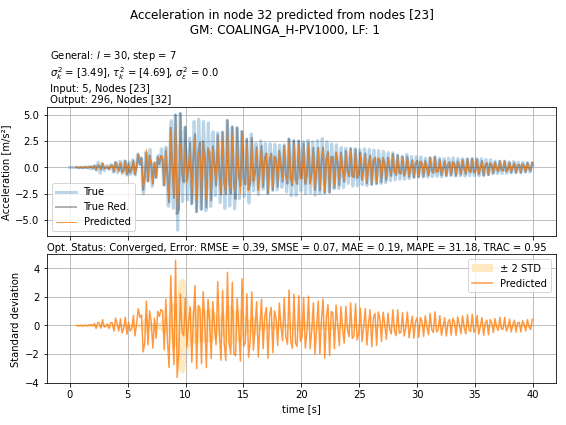 Acceleration in node 32 predicted from nodes [23]
GM: COALINGA_H-PV1000, LF: 1
General: l = 30, step = 7
σ²ₖ = [3.49], τ²ₖ = [4.69], σ²ᵣ = 0.0
Input: 5, Nodes [23]
Output: 296, Nodes [32]
Acceleration [m/s²]
5.0
2.5
0.0
−2.5
−5.0
True
True Red.
Predicted
Opt. Status: Converged, Error: RMSE = 0.39, SMSE = 0.07, MAE = 0.19, MAPE = 31.18, TRAC = 0.95
Standard deviation
4
2
0
−2
−4
± 2 STD
Predicted
0 5 10 15 20 25 30 35 40
time [s]